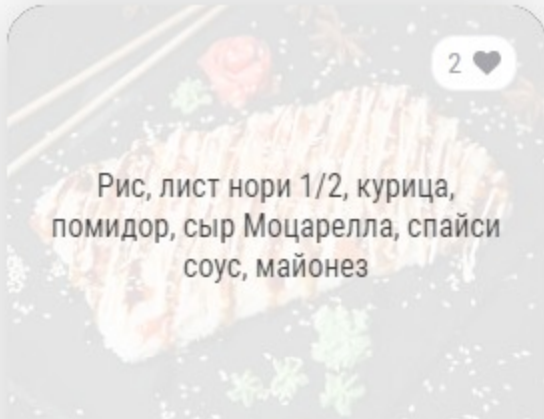 2
Рис, лист нори 1/2, курица,
помидор, сыр Моцарелла, спайси
соус, майонез